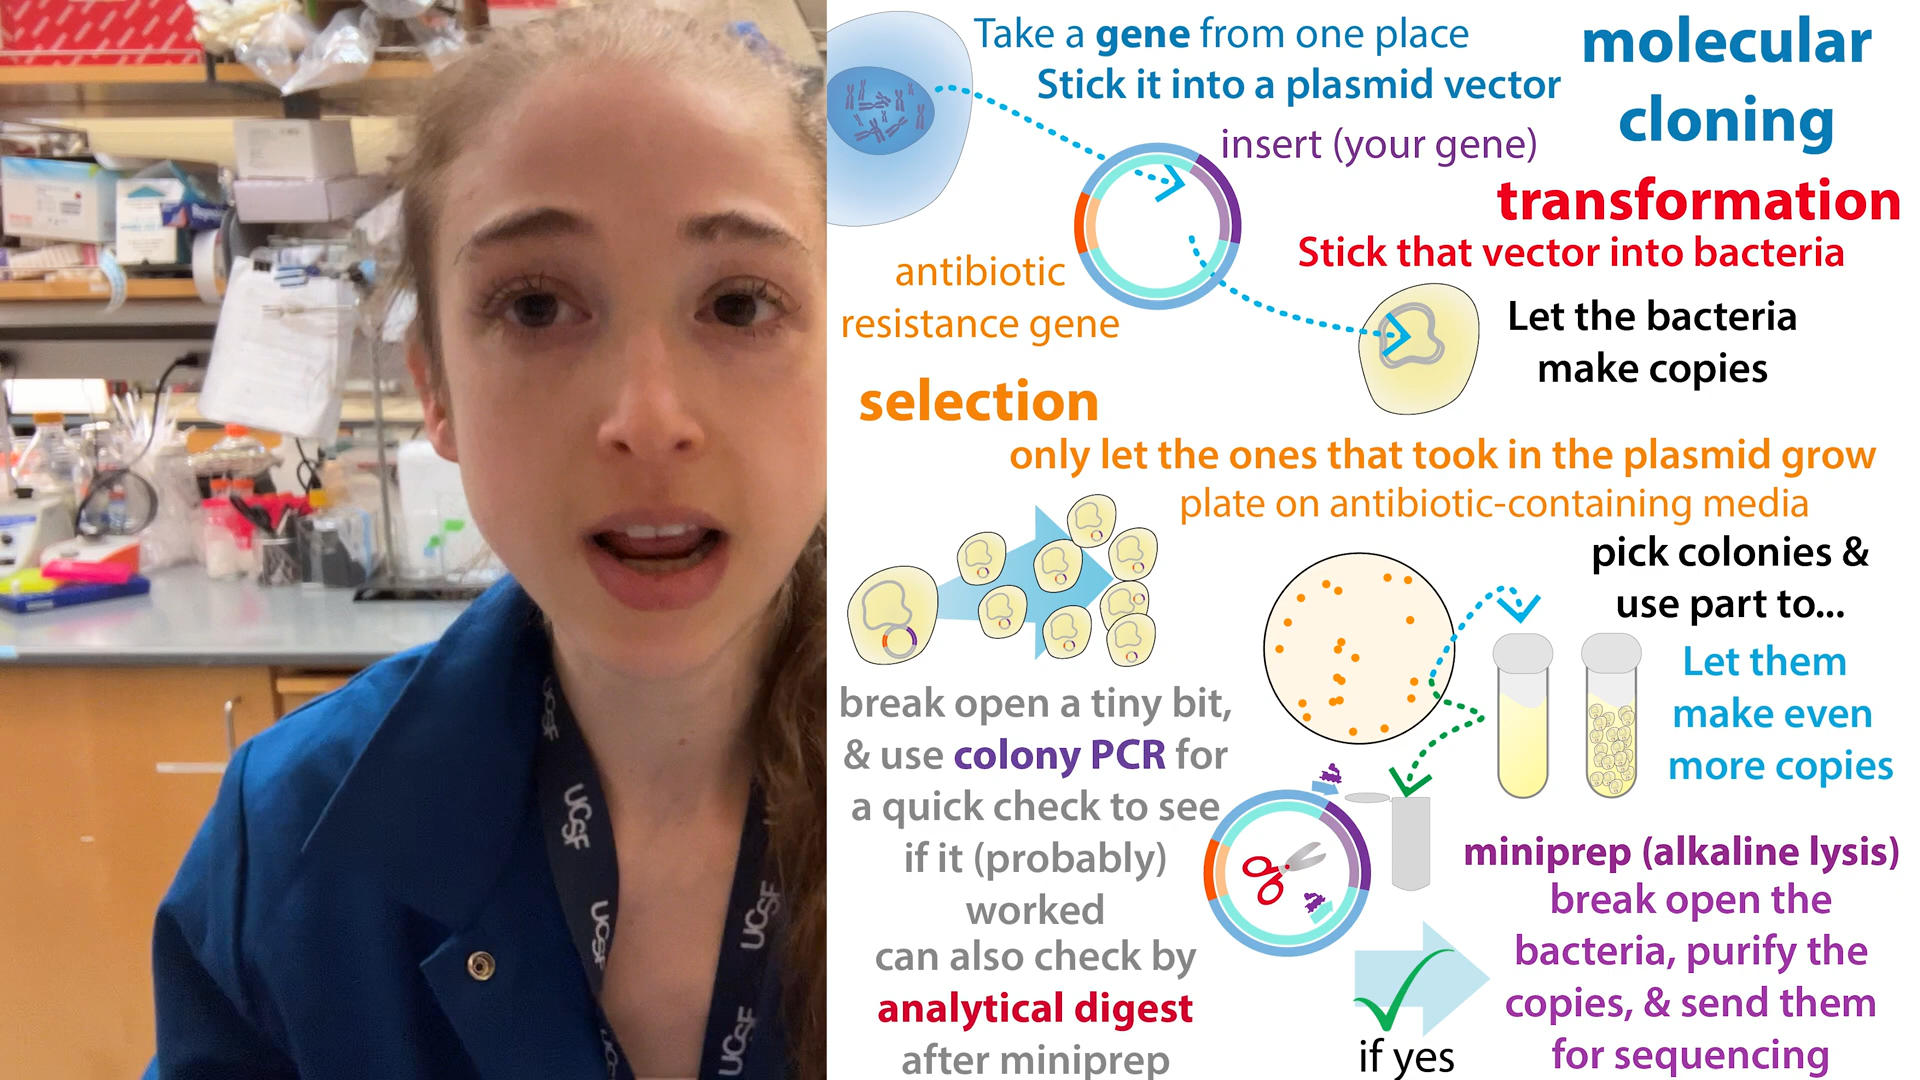 Take a gene from one place
Stick it into a plasmid vector
molecular
cloning
insert (your gene)
transformation
Stick that vector into bacteria
antibiotic
resistance gene
Let the bacteria
make copies
selection
only let the ones that took in the plasmid grow
plate on antibiotic-containing media
pick colonies &
use part to...
Let them
make even
more copies
break open a tiny bit,
& use colony PCR for
a quick check to see
if it (probably)
worked
can also check by
analytical digest
after miniprep
if yes
miniprep (alkaline lysis)
break open the
bacteria, purify the
copies, & send them
for sequencing
UCSF
UCSF
UCSF
UCSF
UCSF
UCSF